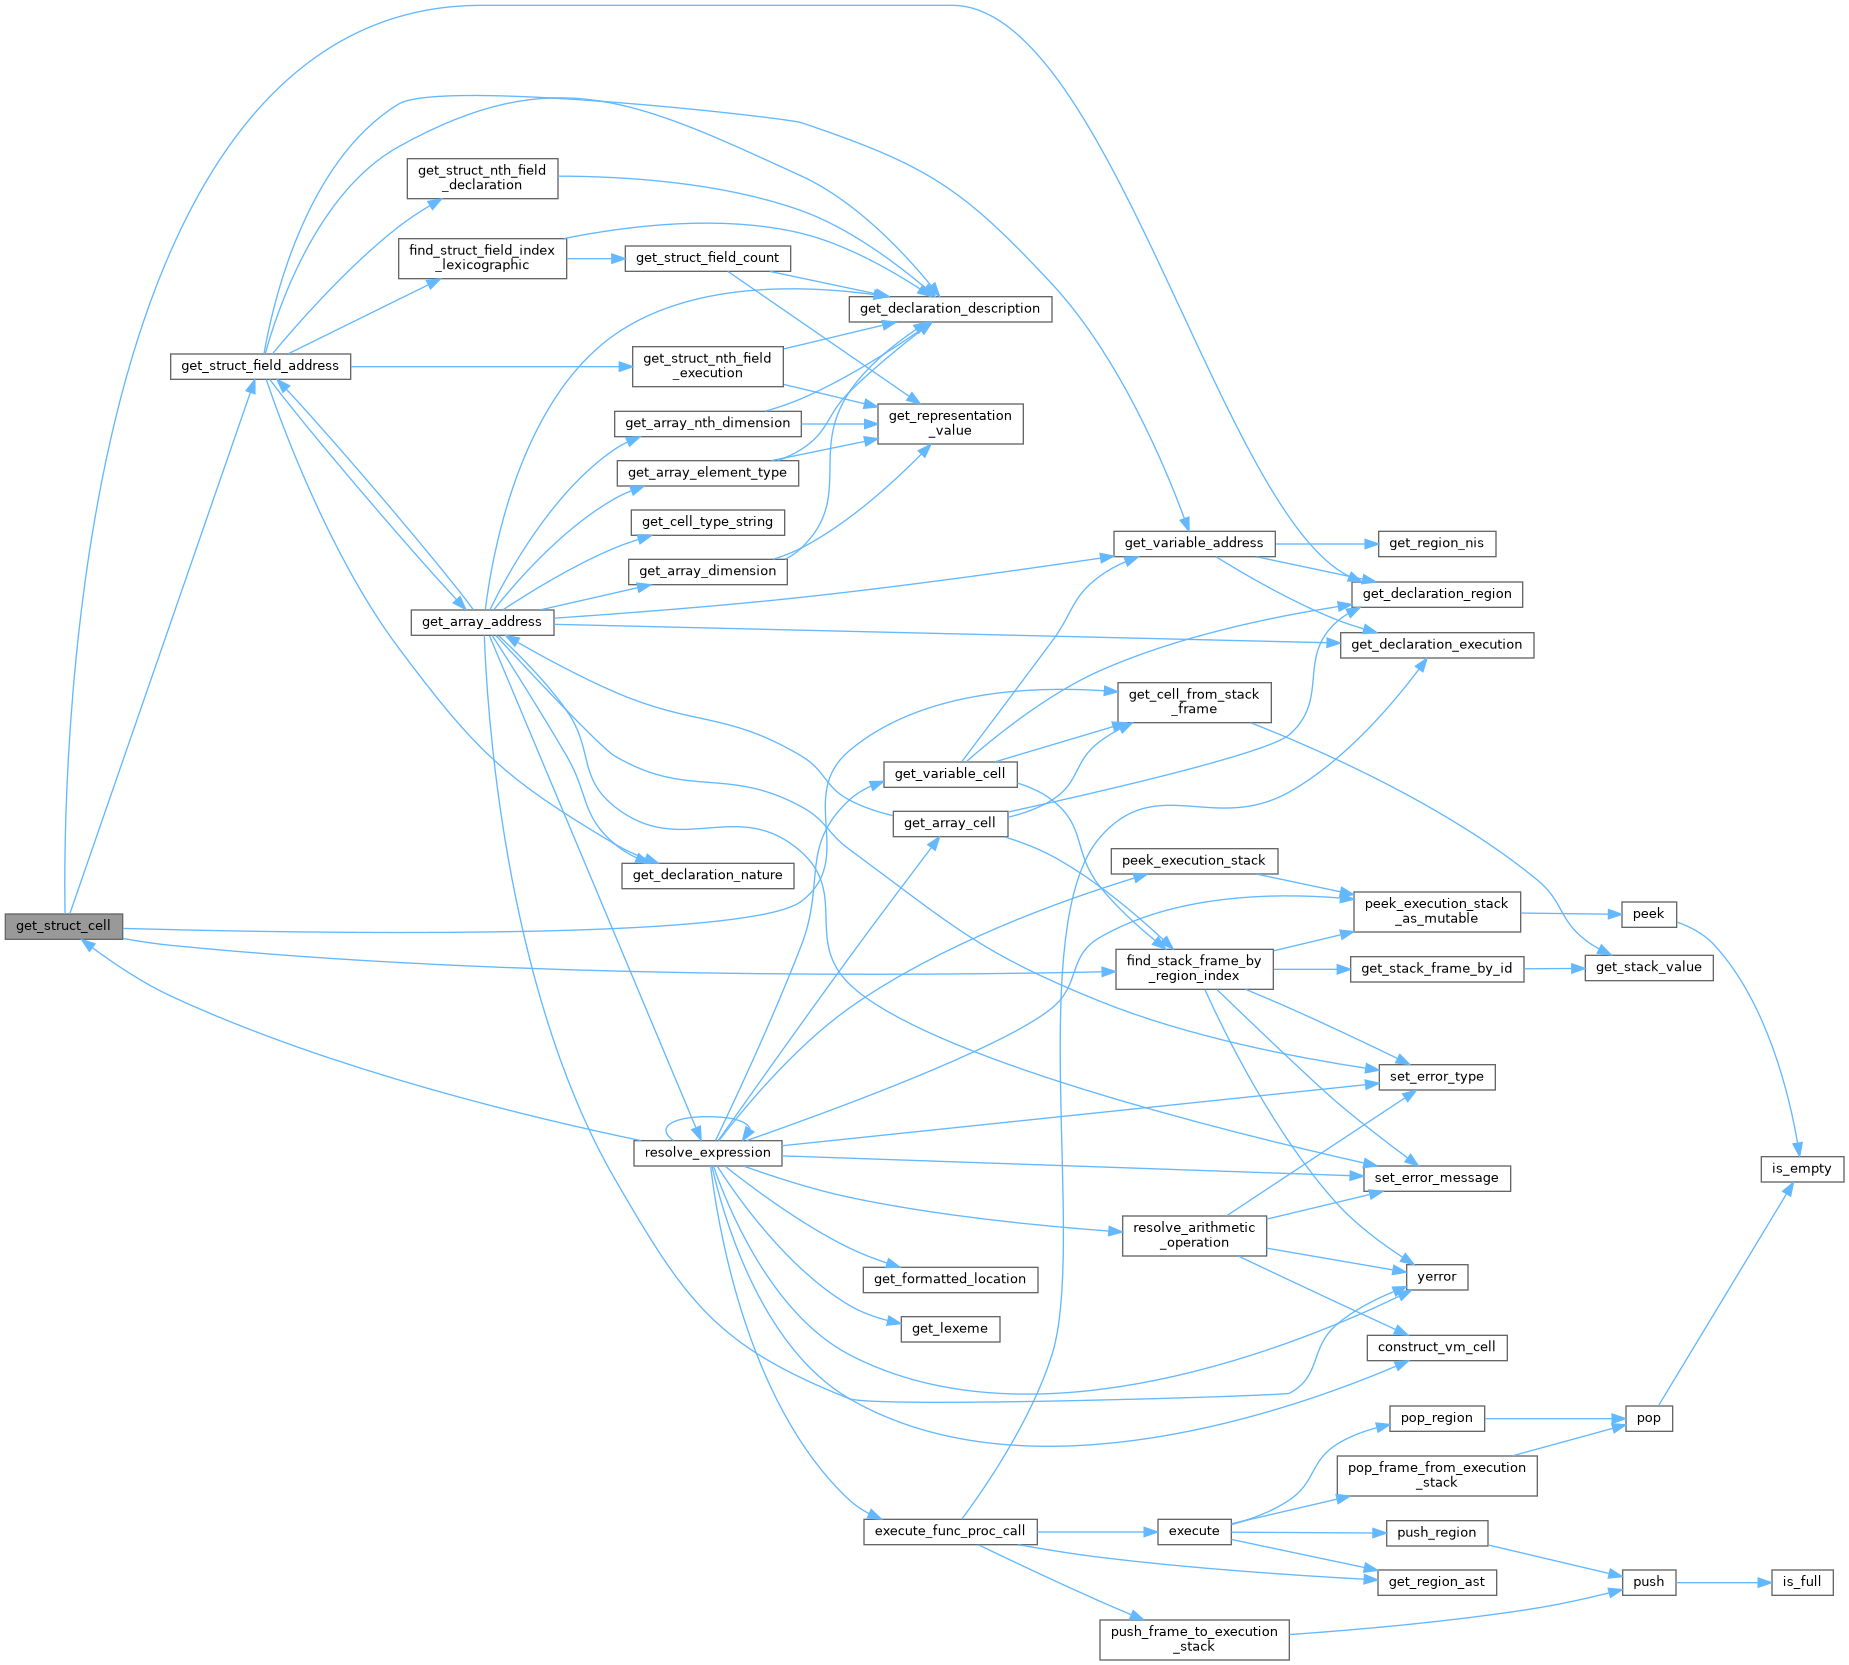 get_struct_nth_field
_declaration
find_struct_field_index
_lexicographic
get_struct_field_count
get_declaration_description
get_struct_field_address
get_struct_nth_field
_execution
get_array_nth_dimension
get_representation
_value
get_array_element_type
get_cell_type_string
get_array_dimension
get_variable_address
get_region_nis
get_declaration_region
get_array_address
get_declaration_execution
get_cell_from_stack
_frame
get_variable_cell
get_array_cell
peek_execution_stack
get_declaration_nature
get_struct_cell
peek_execution_stack
_as_mutable
peek
find_stack_frame_by
_region_index
get_stack_frame_by_id
get_stack_value
set_error_type
resolve_expression
is_empty
set_error_message
resolve_arithmetic
_operation
get_formatted_location
yerror
get_lexeme
construct_vm_cell
pop_region
pop
pop_frame_from_execution
_stack
execute_func_proc_call
execute
push_region
get_region_ast
push
is_full
push_frame_to_execution
_stack